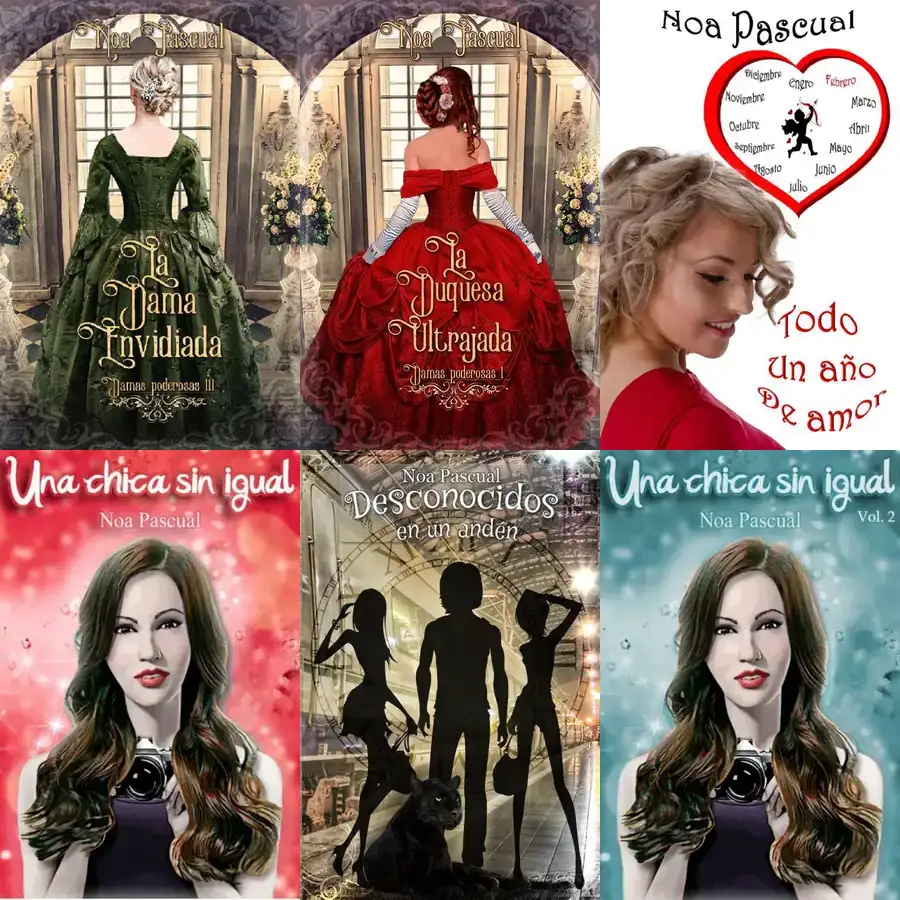 Noa Pascual
La
Dama
Envidiada
Damas poderosas III
Noa Pascual
La
Duquesa
Ultrajada
Damas poderosas I
Noa Pascual
Enero
Febrero
Marzo
Abril
Mayo
Junio
Julio
Agosto
Septiembre
Octubre
Noviembre
Diciembre
Todo
un año
De amor
Una chica sin igual
Noa Pascual
Noa Pascual
Desconocidos
en un andén
Una chica sin igual
Noa Pascual
Vol. 2